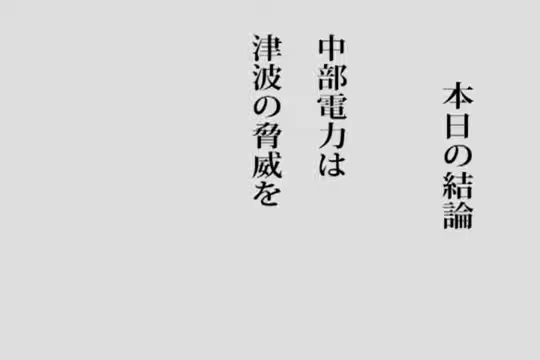 本日の結論
中部電力は
津波の脅威を